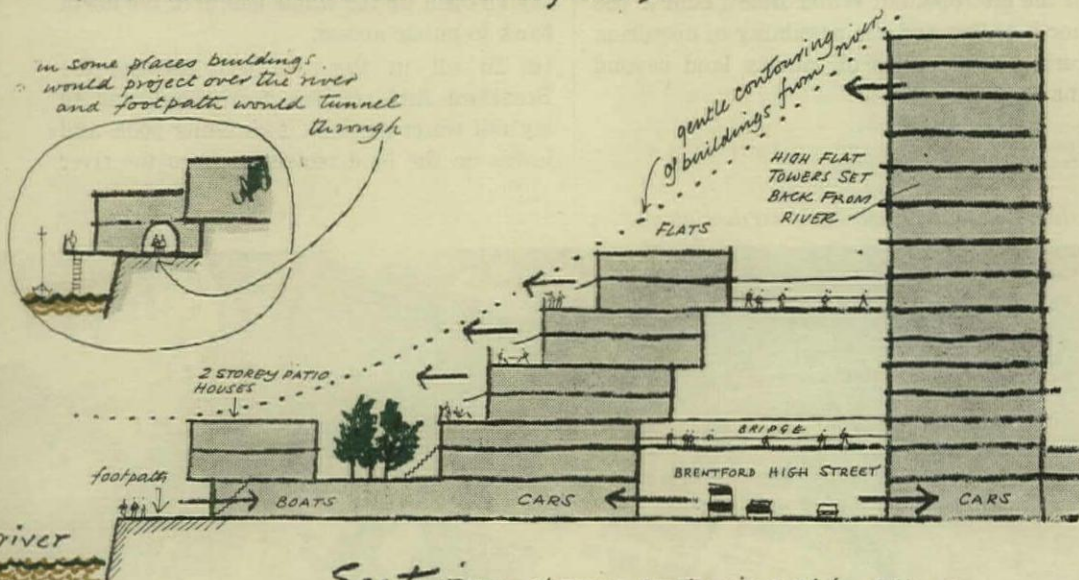 in some places buildings
would project over the river
and footpath would tunnel
through
gentle contouring
of buildings from river
HIGH FLAT
TOWERS SET
BACK FROM
RIVER
FLATS
2 STOREY PATIO
HOUSES
BRIDGE
footpath
BOATS
CARS
BRENTFORD HIGH STREET
CARS
river